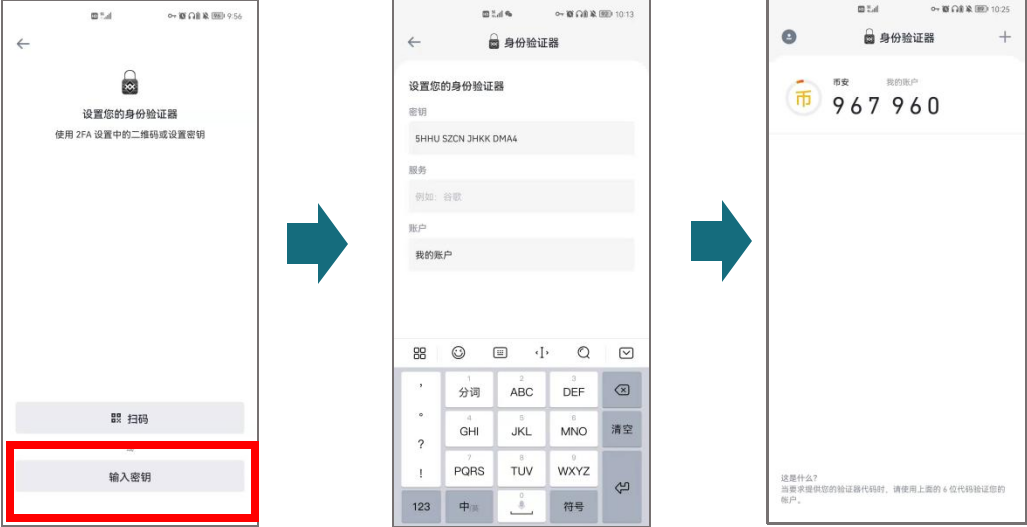 9:56
设置您的身份验证器
使用 2FA 设置中的二维码或设置密钥
扫码
输入密钥
10:13
身份验证器
设置您的身份验证器
密钥
5HHU SZCN JHKK DMA4
服务
例如: 谷歌
账户
我的账户
,
1
分词
2
ABC
3
DEF
。
4
GHI
5
JKL
6
MNO
清空
?
!
7
PQRS
8
TUV
9
WXYZ
123
中/英
0
符号
10:25
身份验证器
币
币安 我的账户
967 960
这是什么?
当要求提供您的验证器代码时,请使用上面的 6 位代码验证您的
帐户。